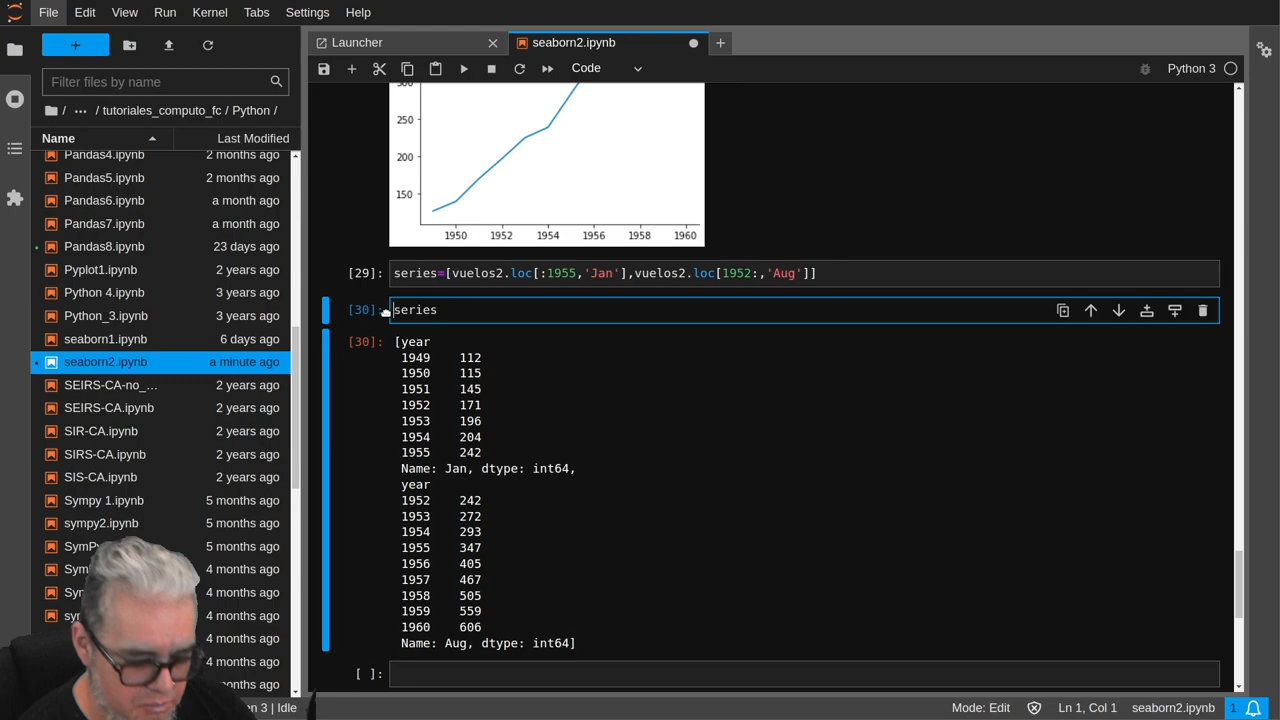 File Edit View Run Kernel Tabs Settings Help
Filter files by name
/ ··· / tutoriales_computo_fc / Python /
Name Last Modified
Pandas4.ipynb 2 months ago
Pandas5.ipynb 2 months ago
Pandas6.ipynb a month ago
Pandas7.ipynb a month ago
Pandas8.ipynb 23 days ago
Pyplot1.ipynb 2 years ago
Python 4.ipynb 3 years ago
Python_3.ipynb 3 years ago
seaborn1.ipynb 6 days ago
seaborn2.ipynb a minute ago
SEIRS-CA-no_... 2 years ago
SEIRS-CA.ipynb 2 years ago
SIR-CA.ipynb 2 years ago
SIRS-CA.ipynb 2 years ago
SIS-CA.ipynb 2 years ago
Sympy 1.ipynb 5 months ago
sympy2.ipynb 5 months ago
5 months ago
4 months ago
4 months ago
4 months ago
4 months ago
4 months ago
Launcher
seaborn2.ipynb
Code
Python 3
300
250
200
150
1950 1952 1954 1956 1958 1960
[29]: series=[vuelos2.loc[:1955,'Jan'],vuelos2.loc[1952:,'Aug']]
[30]: series
[30]: [year
1949 112
1950 115
1951 145
1952 171
1953 196
1954 204
1955 242
Name: Jan, dtype: int64,
year
1952 242
1953 272
1954 293
1955 347
1956 405
1957 467
1958 505
1959 559
1960 606
Name: Aug, dtype: int64]
[ ]:
3 | Idle
Mode: Edit
Ln 1, Col 1
seaborn2.ipynb
1